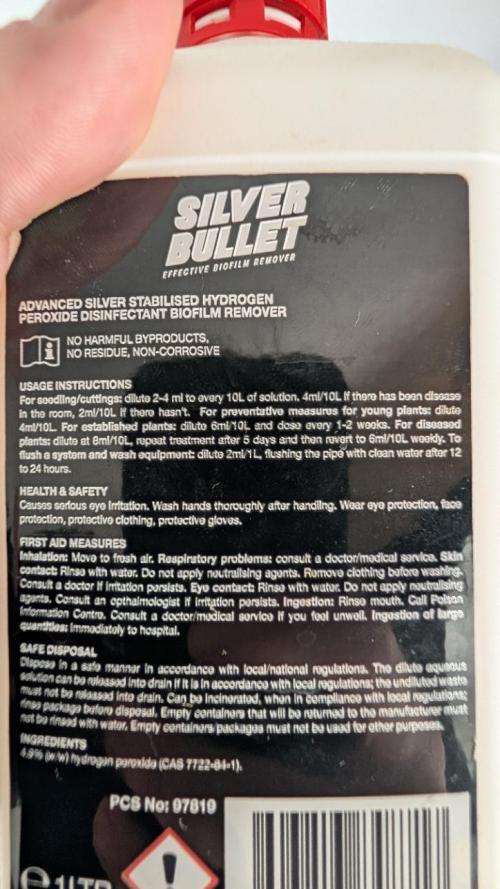 SILVER
BULLET
EFFECTIVE BIOFILM REMOVER
ADVANCED SILVER STABILISED HYDROGEN
PEROXIDE DISINFECTANT BIOFILM REMOVER
NO HARMFUL BYPRODUCTS,
NO RESIDUE, NON-CORROSIVE
USAGE INSTRUCTIONS
For seedling/cuttings: dilute 2-4 ml to every 10L of solution. 4ml/10L if there has been disease
in the room, 2ml/10L if there hasn't. For preventative measures for young plants: dilute
4ml/10L. For established plants: dilute 6ml/10L and dose every 1-2 weeks. For diseased
plants: dilute at 8ml/10L, repeat treatment after 5 days and then revert to 6ml/10L weekly. To
flush a system and wash equipment: dilute 2ml/1L, flushing the pipe with clean water after 12
to 24 hours.
HEALTH & SAFETY
Causes serious eye irritation. Wash hands thoroughly after handling. Wear eye protection, face
protection, protective clothing, protective gloves.
FIRST AID MEASURES
Inhalation: Move to fresh air. Respiratory problems: consult a doctor/medical service. Skin
contact: Rinse with water. Do not apply neutralising agents. Remove clothing before washing.
Consult a doctor if irritation persists. Eye contact: Rinse with water. Do not apply neutralising
agents. Consult an opthalmologist if irritation persists. Ingestion: Rinse mouth. Call Poison
Information Centre. Consult a doctor/medical service if you feel unwell. Ingestion of large
quantities: immediately to hospital.
SAFE DISPOSAL
Dispose in a safe manner in accordance with local/national regulations. The dilute aqueous
solution can be released into drain if it is in accordance with local regulations; the undiluted waste
must not be released into drain. Can be incinerated, when in compliance with local regulations;
rinse package before disposal. Empty containers that will be returned to the manufacturer must
not be rinsed with water. Empty containers packages must not be used for other purposes.
INGREDIENTS
4.9% (w/w) hydrogen peroxide (CAS 7722-84-1).
PCS No: 97819
e 1LTR